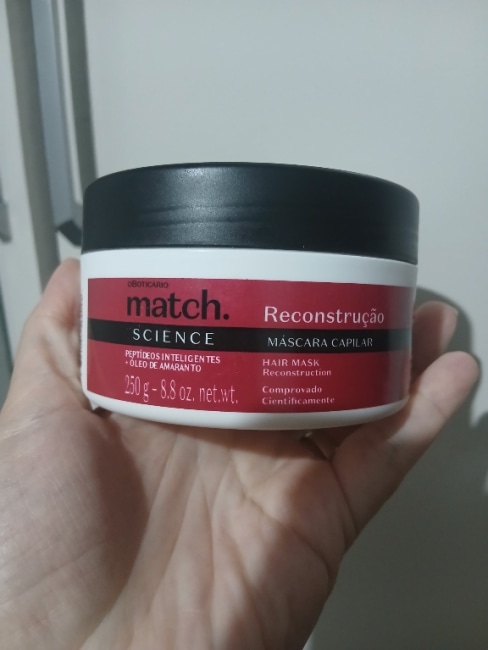 oBOTICÁRIO
match.
SCIENCE
PEPTÍDEOS INTELIGENTES
+ ÓLEO DE AMARANTO
250 g - 8.8 oz. net.wt.
Reconstrução
MÁSCARA CAPILAR
HAIR MASK
Reconstruction
Comprovado
Cientificamente